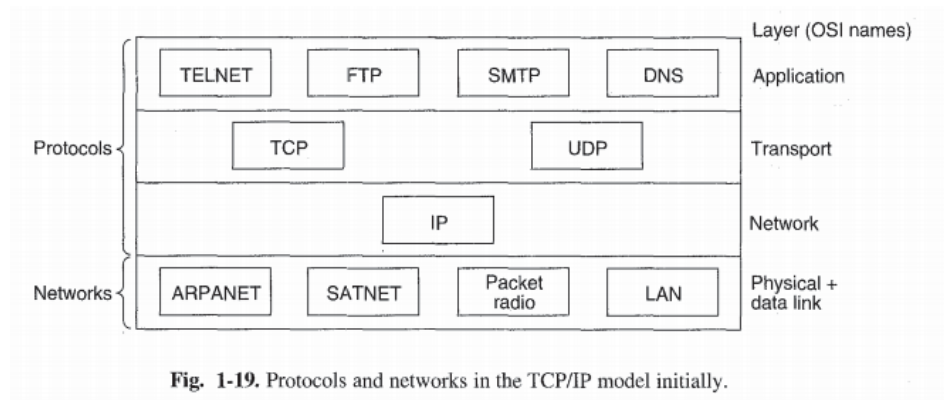 Layer (OSI names)
TELNET FTP SMTP DNS Application
Protocols TCP UDP Transport
IP Network
Networks ARPANET SATNET Packet radio LAN Physical + data link
Fig. 1-19. Protocols and networks in the TCP/IP model initially.